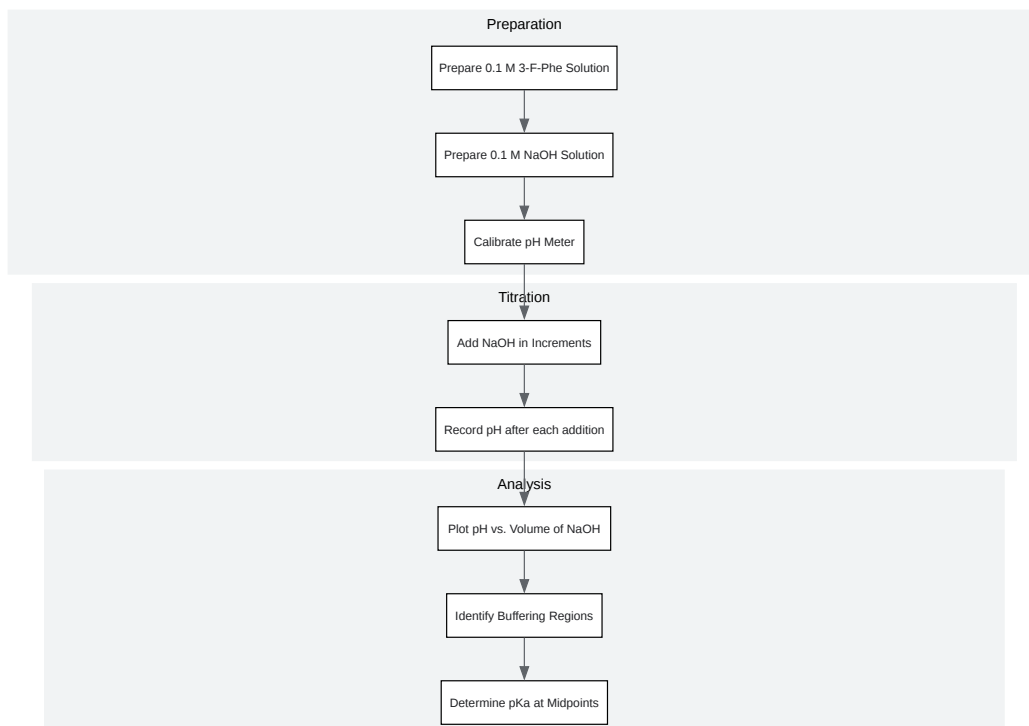 Preparation
Prepare 0.1 M 3-F-Phe Solution
Prepare 0.1 M NaOH Solution
Calibrate pH Meter
Titration
Add NaOH in Increments
Record pH after each addition
Analysis
Plot pH vs. Volume of NaOH
Identify Buffering Regions
Determine pKa at Midpoints